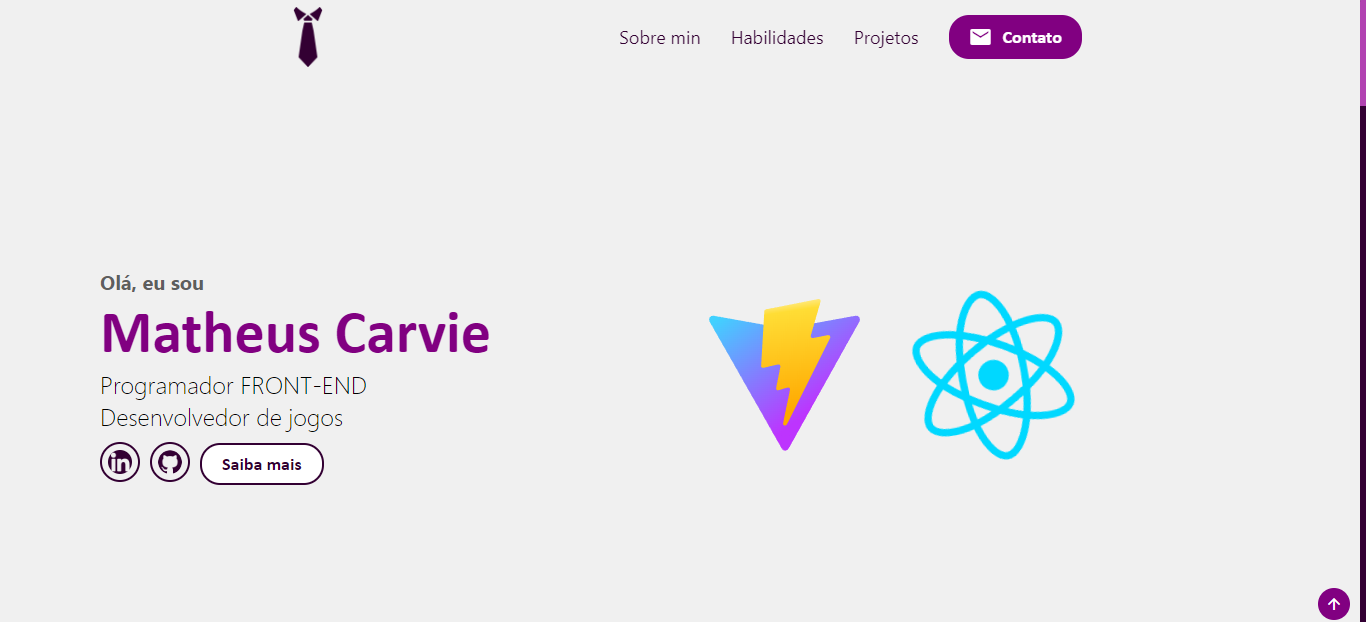 Sobre min Habilidades Projetos Contato
Olá, eu sou
Matheus Carvie
Programador FRONT-END
Desenvolvedor de jogos
in Saiba mais